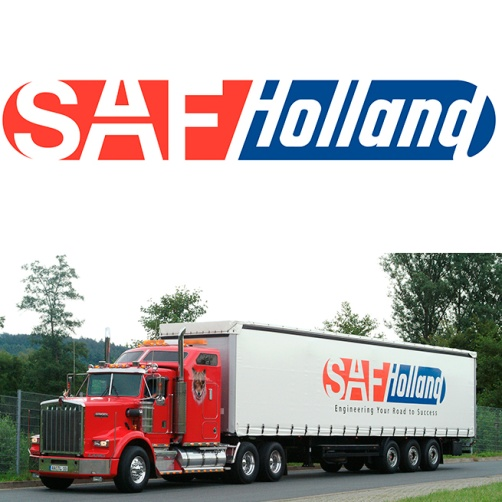 SAF Holland
SAF Holland
Engineering Your Road to Success